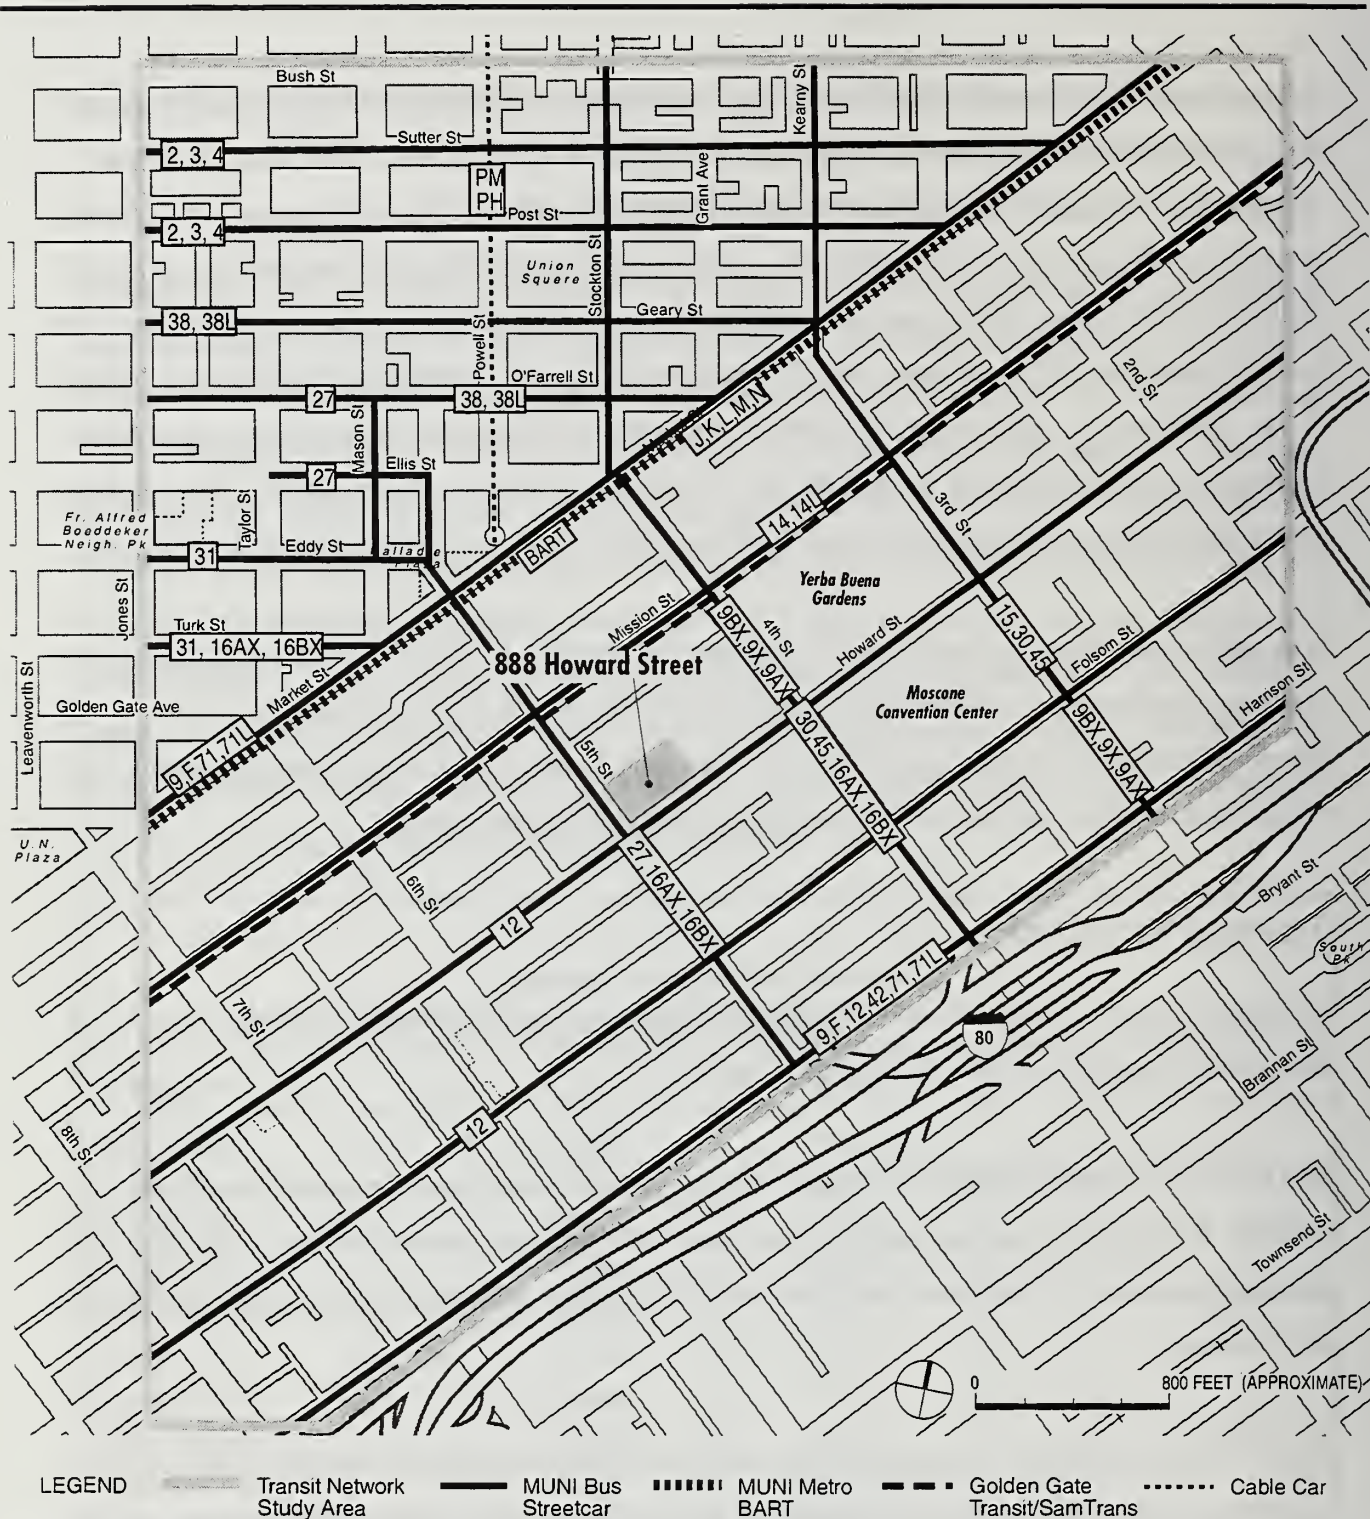 Bush St
Kearny St
Sutter St
2, 3, 4
PM
PH
Grant Ave
Post St
2, 3, 4
Union
Square
Stockton St
Geary St
38, 38L
Powell St
O'Farrell St
2nd St
27
38, 38L
Mason St
J,K,L,M,N
Ellis St
27
Taylor St
14,14L
3rd St
Fr. Alfred
Boeddeker
Neigh. Pk
Eddy St
31
BART
Yerba Buena
Gardens
Jones St
Mission St
Turk St
31, 16AX, 16BX
9BX,9X,9AX
4th St
Howard St
15,30,45
Folsom St
888 Howard Street
Leavenworth St
Golden Gate Ave
Market St
Moscone
Convention Center
Harrison St
9,F,71,71L
5th St
30,45,16AX,16BX
9BX,9X,9AX
U.N.
Plaza
27,16AX,16BX
6th St
12
Bryant St
South
Pk
9,F,12,42,71,71L
7th St
80
Brannan St
12
8th St
Townsend St
0
800 FEET (APPROXIMATE)
LEGEND
Transit Network
Study Area
MUNI Bus
Streetcar
MUNI Metro
BART
Golden Gate
Transit/SamTrans
Cable Car